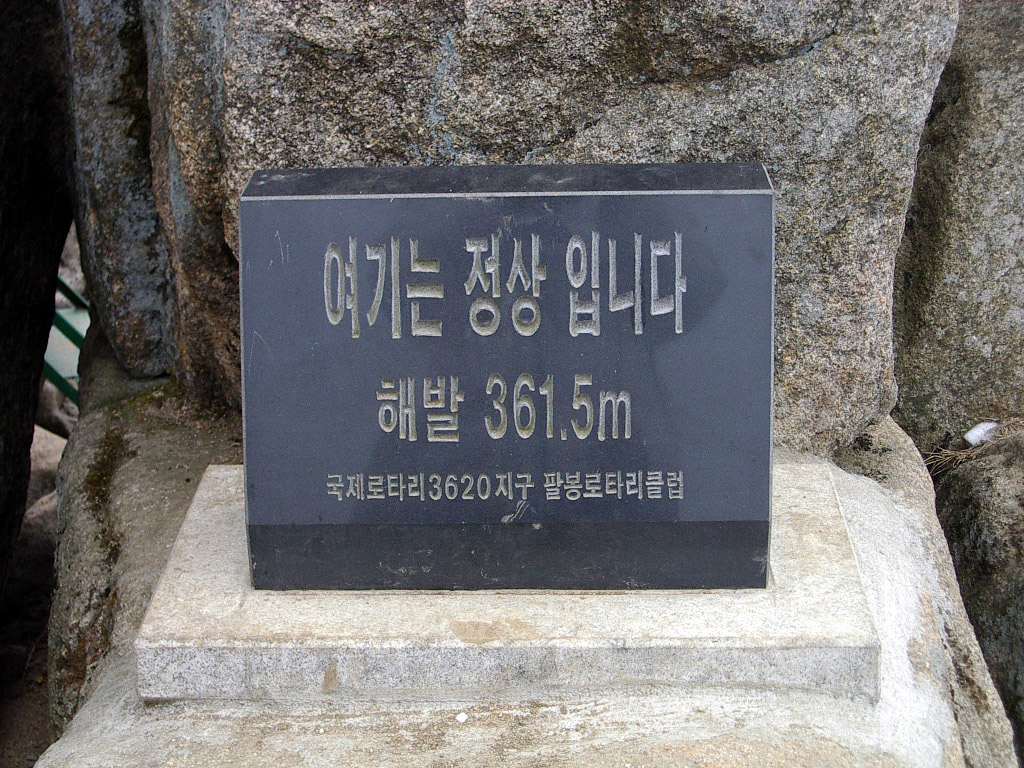 여기는 정상 입니다
해발 361.5m
국제로타리3620지구 팔봉로타리클럽